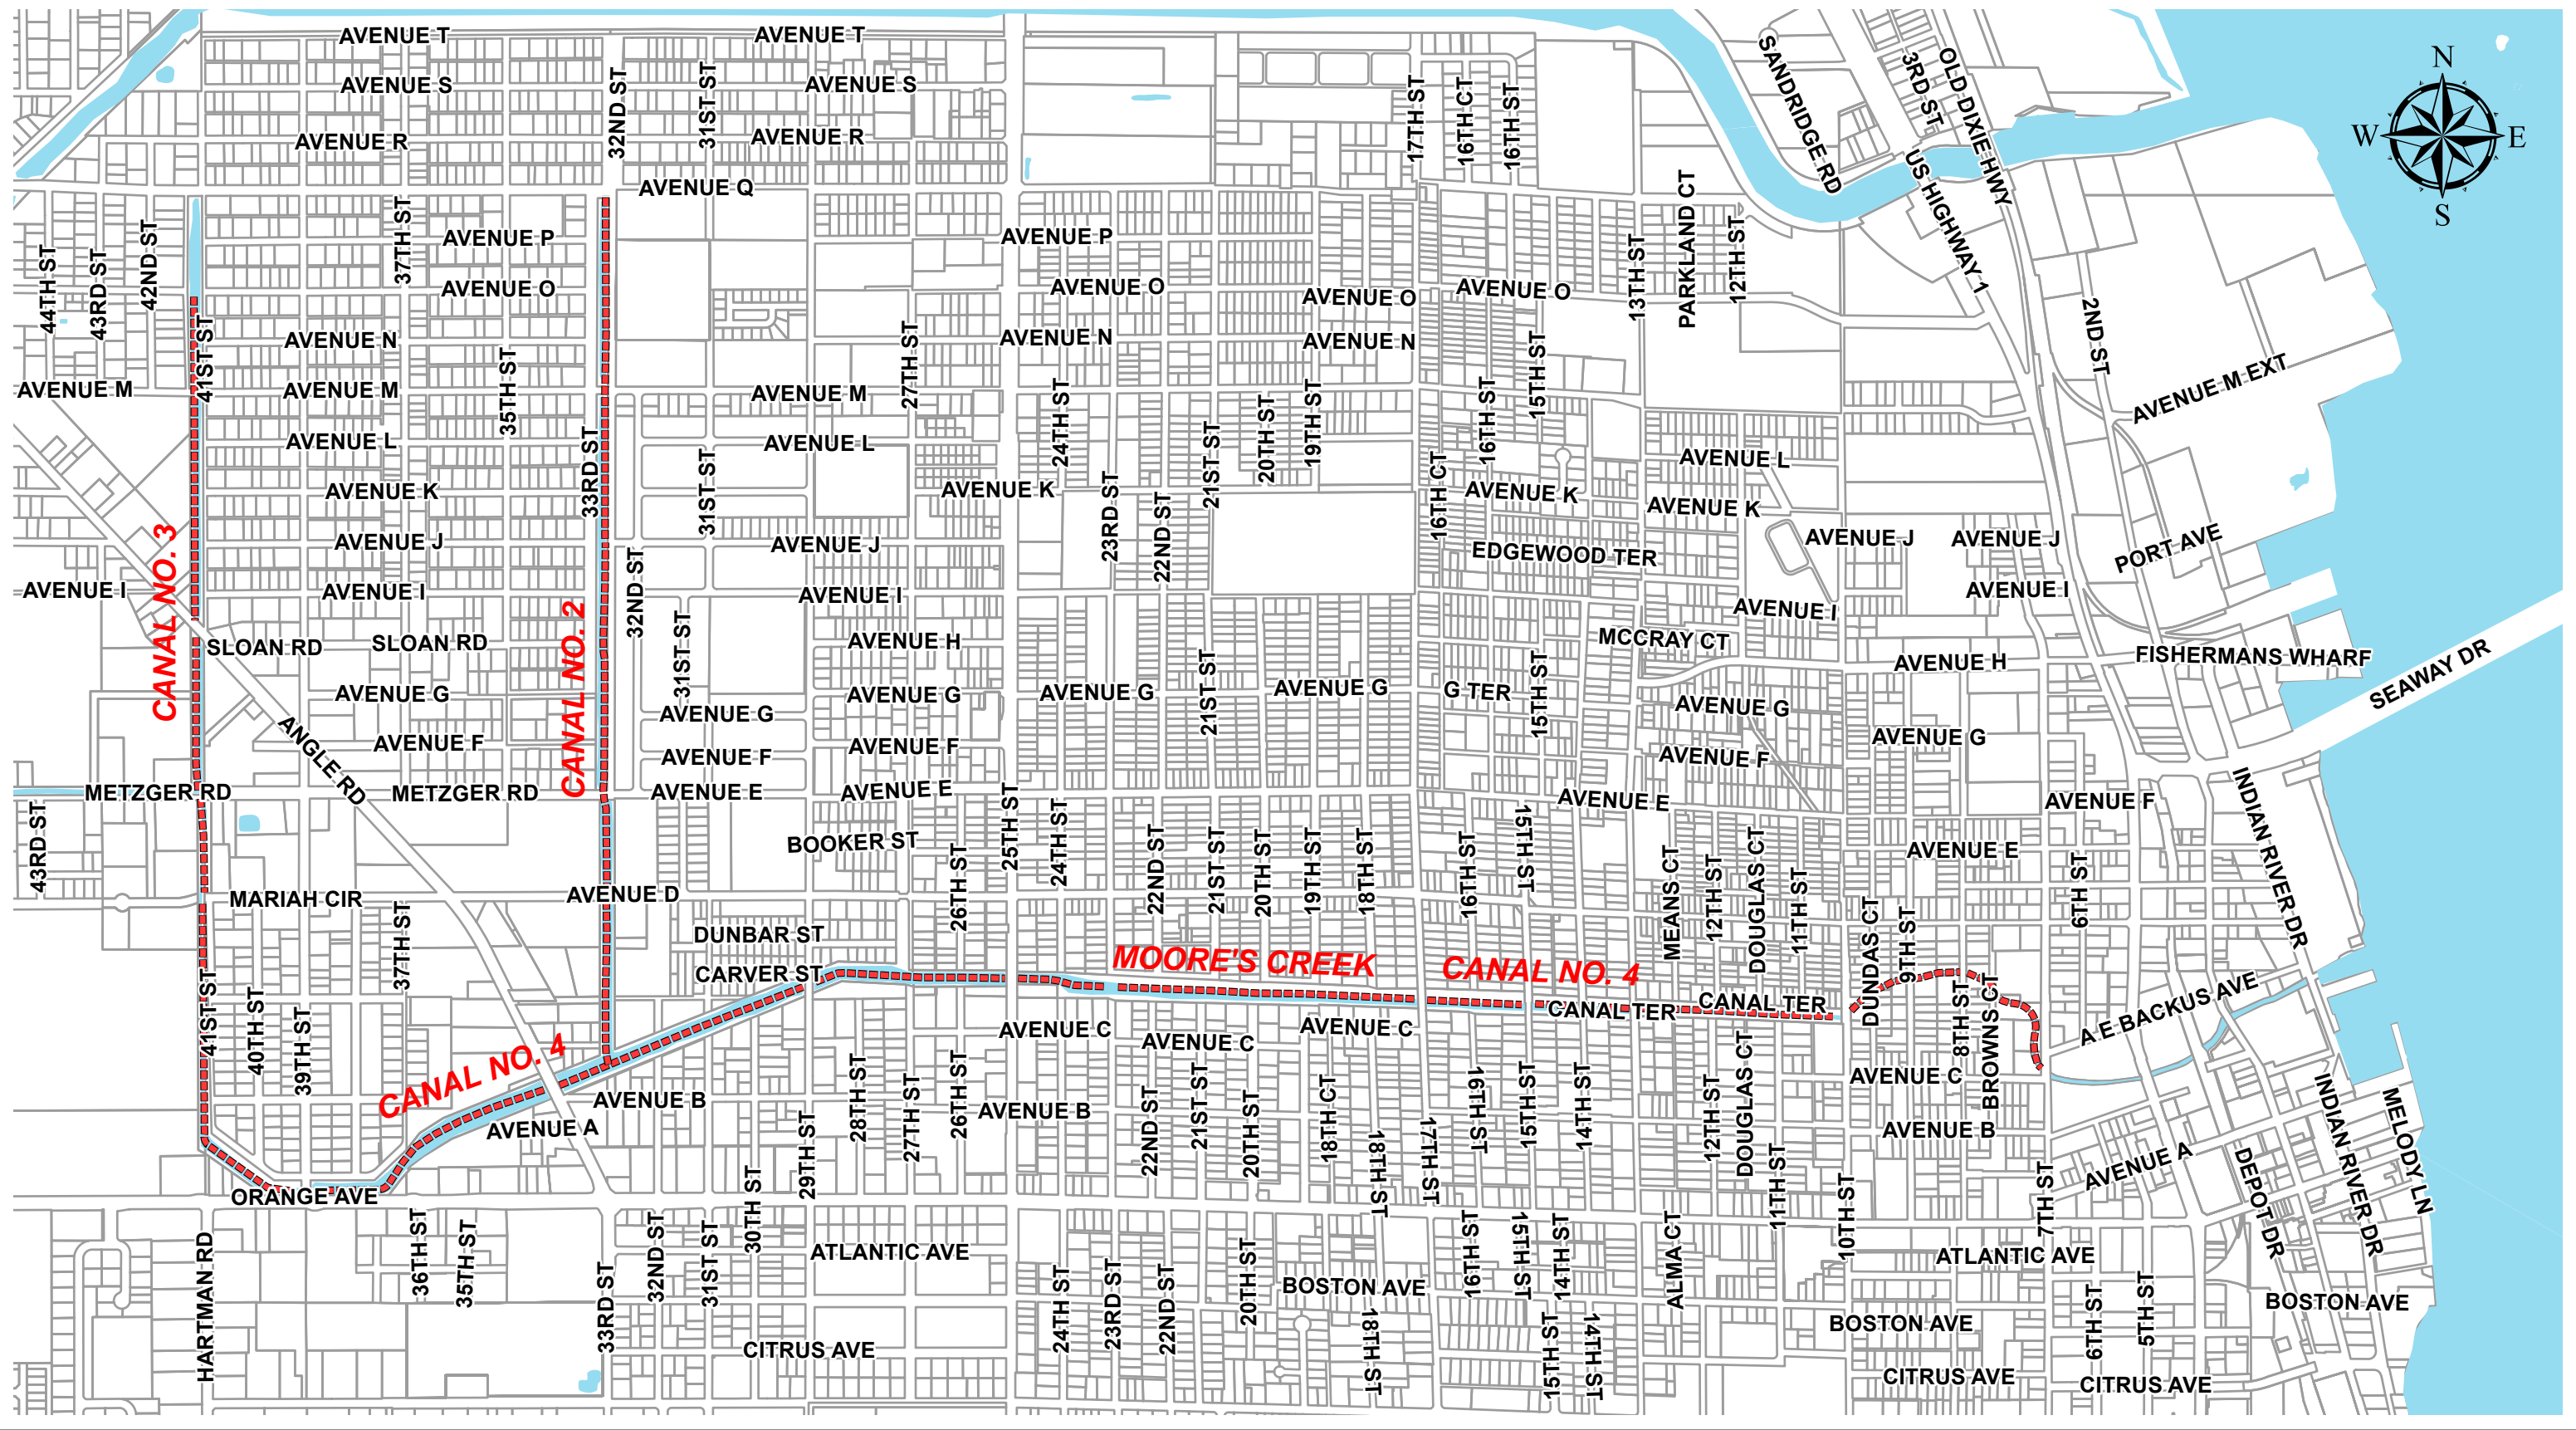 AVENUE T
AVENUE T
AVENUE S
AVENUE S
32ND ST
31ST ST
AVENUE R
AVENUE R
17TH ST
16TH CT
16TH ST
SANDRIDGE RD
3RD ST
OLD DIXIE HWY
N
W
E
S
AVENUE Q
US HIGHWAY 1
44TH ST
43RD ST
42ND ST
37TH ST
AVENUE P
AVENUE P
13TH ST
PARKLAND CT
12TH ST
AVENUE O
AVENUE O
AVENUE O
AVENUE O
2ND ST
41ST ST
AVENUE N
35TH ST
27TH ST
AVENUE N
AVENUE N
15TH ST
AVENUE M
AVENUE M
AVENUE M
AVENUE M EXT
24TH ST
20TH ST
19TH ST
16TH ST
AVENUE L
33RD ST
31ST ST
AVENUE L
21ST ST
AVENUE L
AVENUE K
AVENUE K
23RD ST
22ND ST
16TH CT
AVENUE K
AVENUE K
CANAL NO. 3
AVENUE J
32ND ST
AVENUE J
EDGEWOOD TER
AVENUE J
AVENUE J
PORT AVE
AVENUE I
AVENUE I
AVENUE I
AVENUE I
AVENUE I
CANAL NO. 2
SLOAN RD
SLOAN RD
31ST ST
AVENUE H
MCCRAY CT
AVENUE H
FISHERMANS WHARF
SEAWAY DR
AVENUE G
AVENUE G
AVENUE G
AVENUE G
21ST ST
AVENUE G
G TER
15TH ST
AVENUE G
AVENUE G
ANGLE RD
AVENUE F
AVENUE F
AVENUE F
AVENUE F
METZGER RD
METZGER RD
AVENUE E
AVENUE E
AVENUE E
AVENUE F
INDIAN RIVER DR
43RD ST
BOOKER ST
26TH ST
25TH ST
24TH ST
22ND ST
21ST ST
20TH ST
19TH ST
18TH ST
16TH ST
15TH ST
MEANS CT
12TH ST
DOUGLAS CT
11TH ST
AVENUE E
6TH ST
MARIAH CIR
37TH ST
AVENUE D
DUNBAR ST
CARVER ST
MOORE'S CREEK
CANAL NO. 4
CANAL TER
CANAL TER
DUNDAS CT
9TH ST
8TH ST
BROWNS CT
A E BACKUS AVE
41ST ST
40TH ST
39TH ST
CANAL NO. 4
AVENUE C
AVENUE C
AVENUE C
AVENUE C
AVENUE B
AVENUE A
29TH ST
28TH ST
27TH ST
26TH ST
AVENUE B
22ND ST
21ST ST
20TH ST
18TH CT
18TH ST
17TH ST
16TH ST
15TH ST
14TH ST
12TH ST
DOUGLAS CT
11TH ST
AVENUE B
AVENUE A
7TH ST
DEPOT DR
INDIAN RIVER DR
MELODY LN
ORANGE AVE
HARTMAN RD
36TH ST
35TH ST
33RD ST
32ND ST
31ST ST
30TH ST
ATLANTIC AVE
24TH ST
23RD ST
22ND ST
20TH ST
BOSTON AVE
18TH ST
16TH ST
15TH ST
14TH ST
ALMA CT
10TH ST
ATLANTIC AVE
BOSTON AVE
6TH ST
5TH ST
BOSTON AVE
CITRUS AVE
15TH ST
14TH ST
CITRUS AVE
CITRUS AVE